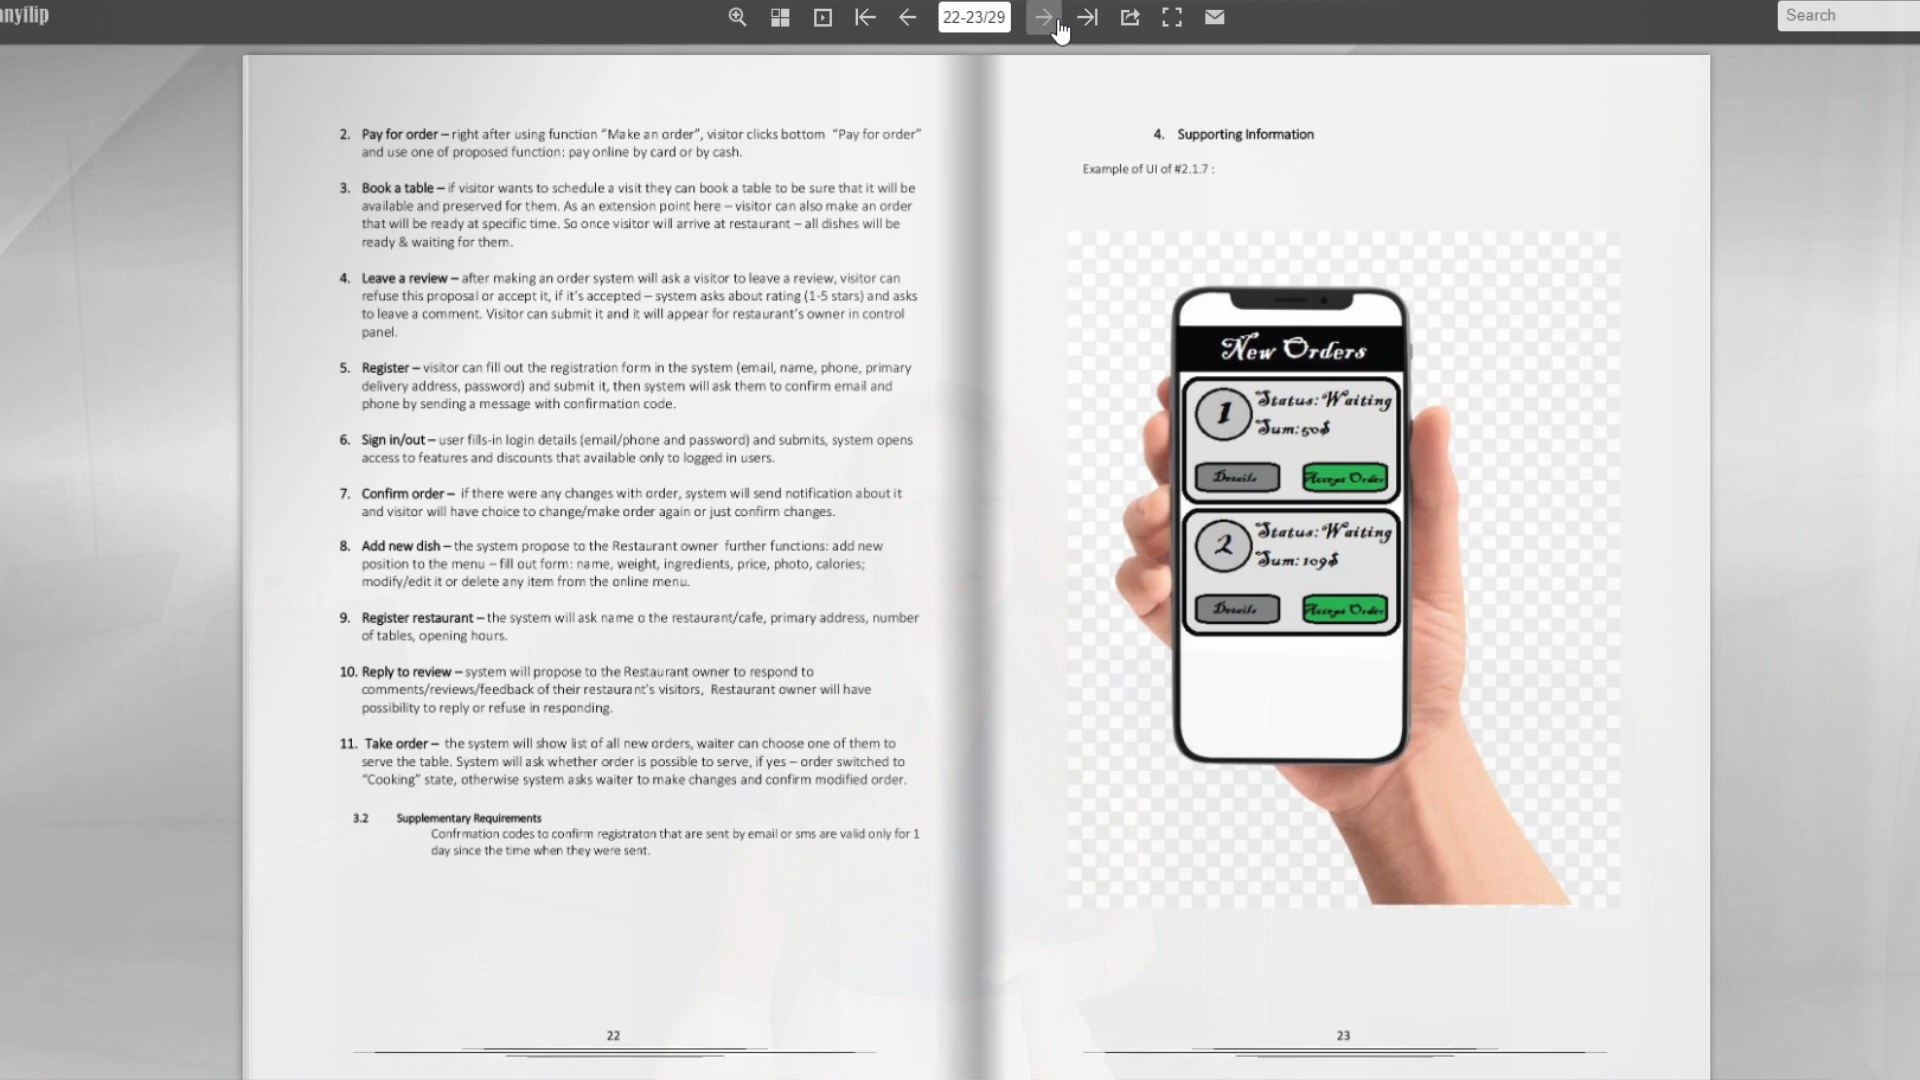 anyflip
22-23/29
Search
2. Pay for order – right after using function “Make an order”, visitor clicks bottom “Pay for order”
and use one of proposed function: pay online by card or by cash.
3. Book a table – if visitor wants to schedule a visit they can book a table to be sure that it will be
available and preserved for them. As an extension point here – visitor can also make an order
that will be ready at specific time. So once visitor will arrive at restaurant – all dishes will be
ready & waiting for them.
4. Leave a review – after making an order system will ask a visitor to leave a review, visitor can
refuse this proposal or accept it, if it’s accepted – system asks about rating (1-5 stars) and asks
to leave a comment. Visitor can submit it and it will appear for restaurant’s owner in control
panel.
5. Register – visitor can fill out the registration form in the system (email, name, phone, primary
delivery address, password) and submit it, then system will ask them to confirm email and
phone by sending a message with confirmation code.
6. Sign in/out – user fills-in login details (email/phone and password) and submits, system opens
access to features and discounts that available only to logged in users.
7. Confirm order – if there were any changes with order, system will send notification about it
and visitor will have choice to change/make order again or just confirm changes.
8. Add new dish – the system propose to the Restaurant owner further functions: add new
position to the menu – fill out form: name, weight, ingredients, price, photo, calories;
modify/edit it or delete any item from the online menu.
9. Register restaurant – the system will ask name o the restaurant/cafe, primary address, number
of tables, opening hours.
10. Reply to review – system will propose to the Restaurant owner to respond to
comments/reviews/feedback of their restaurant’s visitors, Restaurant owner will have
possibility to reply or refuse in responding.
11. Take order – the system will show list of all new orders, waiter can choose one of them to
serve the table. System will ask whether order is possible to serve, if yes – order switched to
“Cooking” state, otherwise system asks waiter to make changes and confirm modified order.
3.2 Supplementary Requirements
Confrmation codes to confirm registraton that are sent by email or sms are valid only for 1
day since the time when they were sent.
22
4. Supporting Information
Example of UI of #2.1.7 :
New Orders
1 Status: Waiting
Sum: 50$
Details Accept Order
2 Status: Waiting
Sum: 109$
Details Accept Order
23